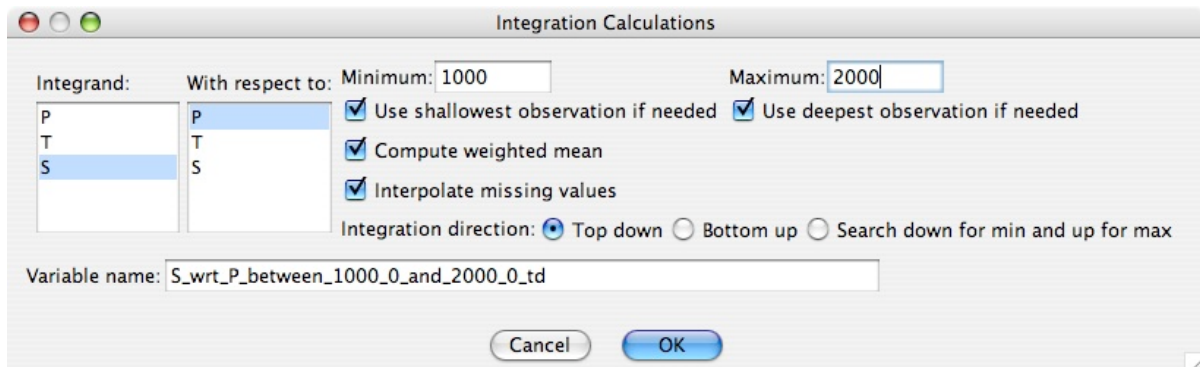 Integration Calculations
Integrand: With respect to: Minimum: 1000 Maximum: 2000
P P Use shallowest observation if needed Use deepest observation if needed
T T Compute weighted mean
S S Interpolate missing values
Integration direction: Top down Bottom up Search down for min and up for max
Variable name: S_wrt_P_between_1000_0_and_2000_0_td
Cancel OK